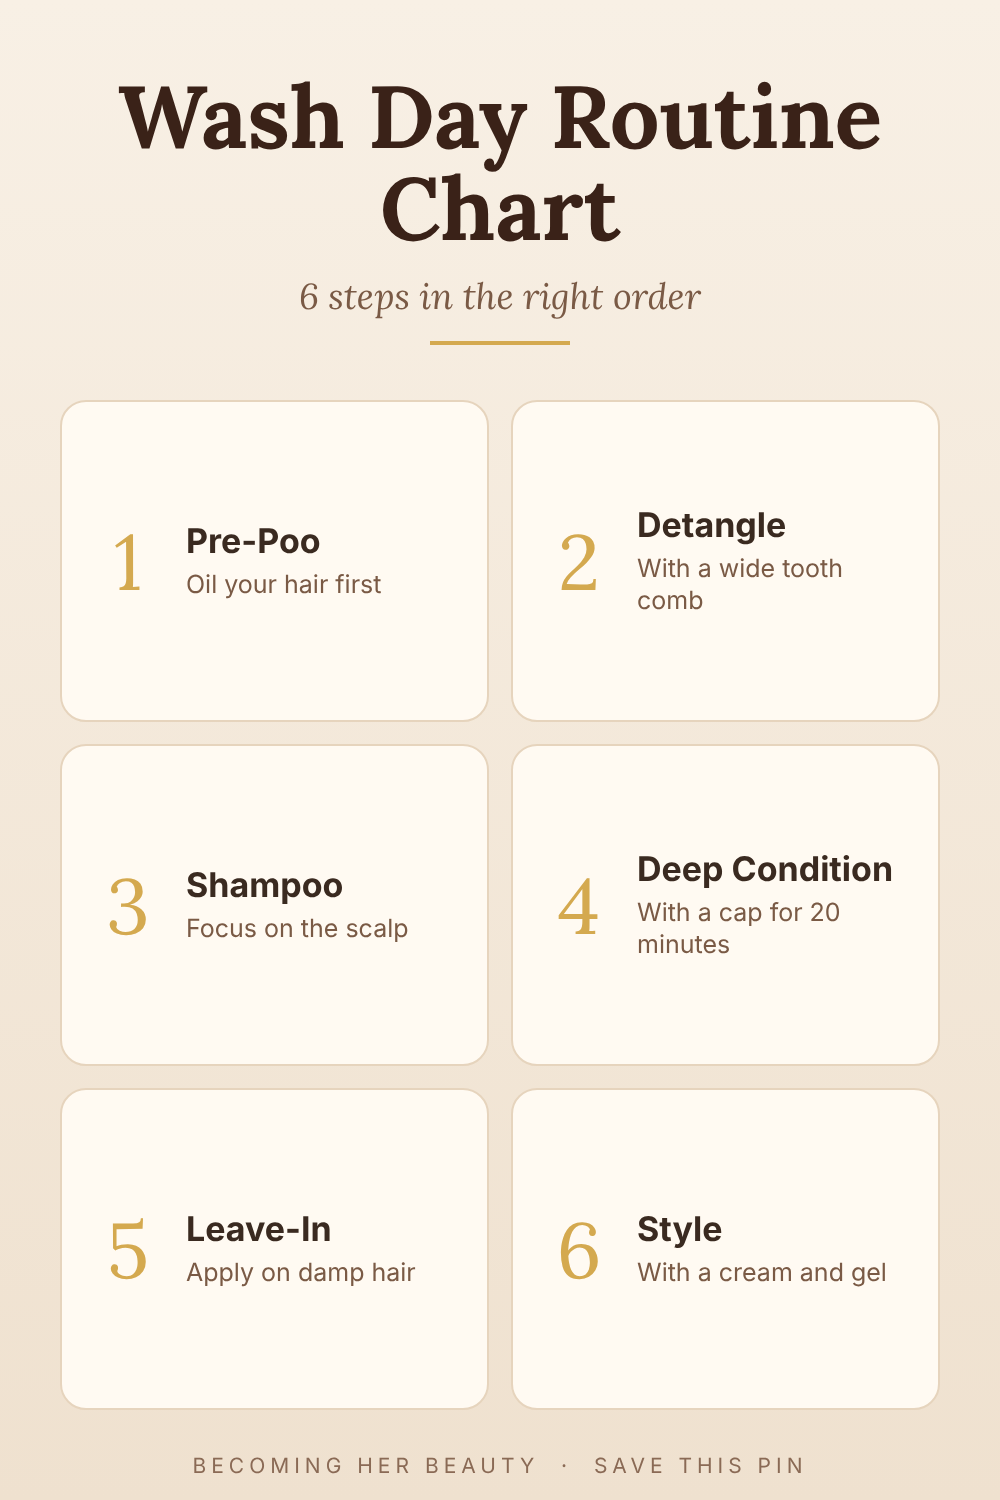 Wash Day Routine
Chart
6 steps in the right order
1
Pre-Poo
Oil your hair first
2
Detangle
With a wide tooth
comb
3
Shampoo
Focus on the scalp
4
Deep Condition
With a cap for 20
minutes
5
Leave-In
Apply on damp hair
6
Style
With a cream and gel
BECOMING HER BEAUTY · SAVE THIS PIN